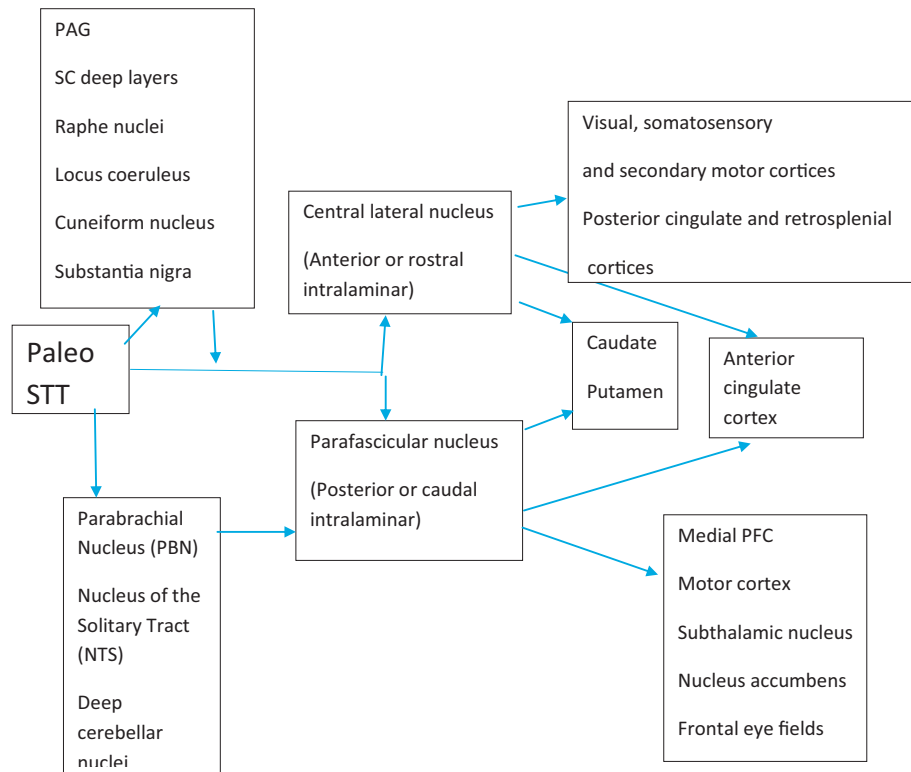 PAG
SC deep layers
Raphe nuclei
Locus coeruleus
Cuneiform nucleus
Substantia nigra
Paleo
STT
Parabrachial
Nucleus (PBN)
Nucleus of the
Solitary Tract
(NTS)
Deep
cerebellar
nuclei
Central lateral nucleus
(Anterior or rostral
intralaminar)
Parafascicular nucleus
(Posterior or caudal
intralaminar)
Visual, somatosensory
and secondary motor cortices
Posterior cingulate and retrosplenial
cortices
Caudate
Putamen
Anterior
cingulate
cortex
Medial PFC
Motor cortex
Subthalamic nucleus
Nucleus accumbens
Frontal eye fields